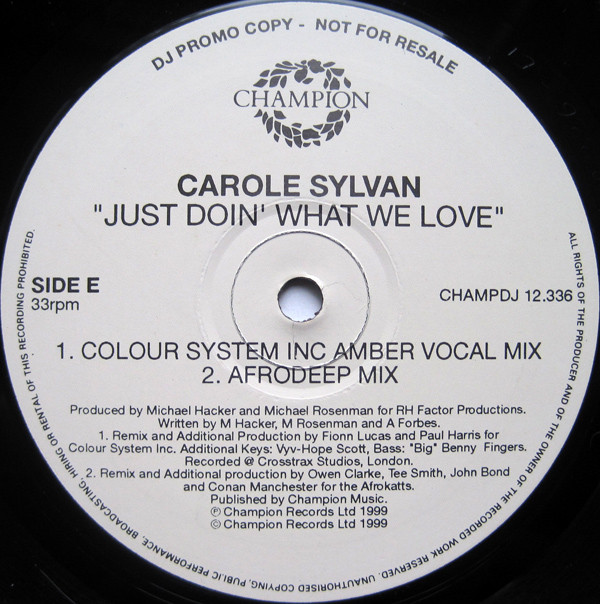 DJ PROMO COPY - NOT FOR RESALE
CHAMPION
CAROLE SYLVAN
"JUST DOIN' WHAT WE LOVE"
SIDE E
33rpm
CHAMPDJ 12.336
1. COLOUR SYSTEM INC AMBER VOCAL MIX
2. AFRODEEP MIX
Produced by Michael Hacker and Michael Rosenman for RH Factor Productions.
Written by M Hacker, M Rosenman and A Forbes.
1. Remix and Additional Production by Fionn Lucas and Paul Harris for
Colour System Inc. Additional Keys: Vyv-Hope Scott, Bass: "Big" Benny Fingers.
Recorded @ Crosstrax Studios, London.
2. Remix and Additional production by Owen Clarke, Tee Smith, John Bond
and Conan Manchester for the Afrokatts.
Published by Champion Music.
℗ Champion Records Ltd 1999
© Champion Records Ltd 1999
ALL RIGHTS OF THE PRODUCER AND OF THE OWNER OF THE RECORDED WORK RESERVED. UNAUTHORISED COPYING, PUBLIC PERFORMANCE, BROADCASTING, HIRING OR RENTAL OF THIS RECORDING PROHIBITED.